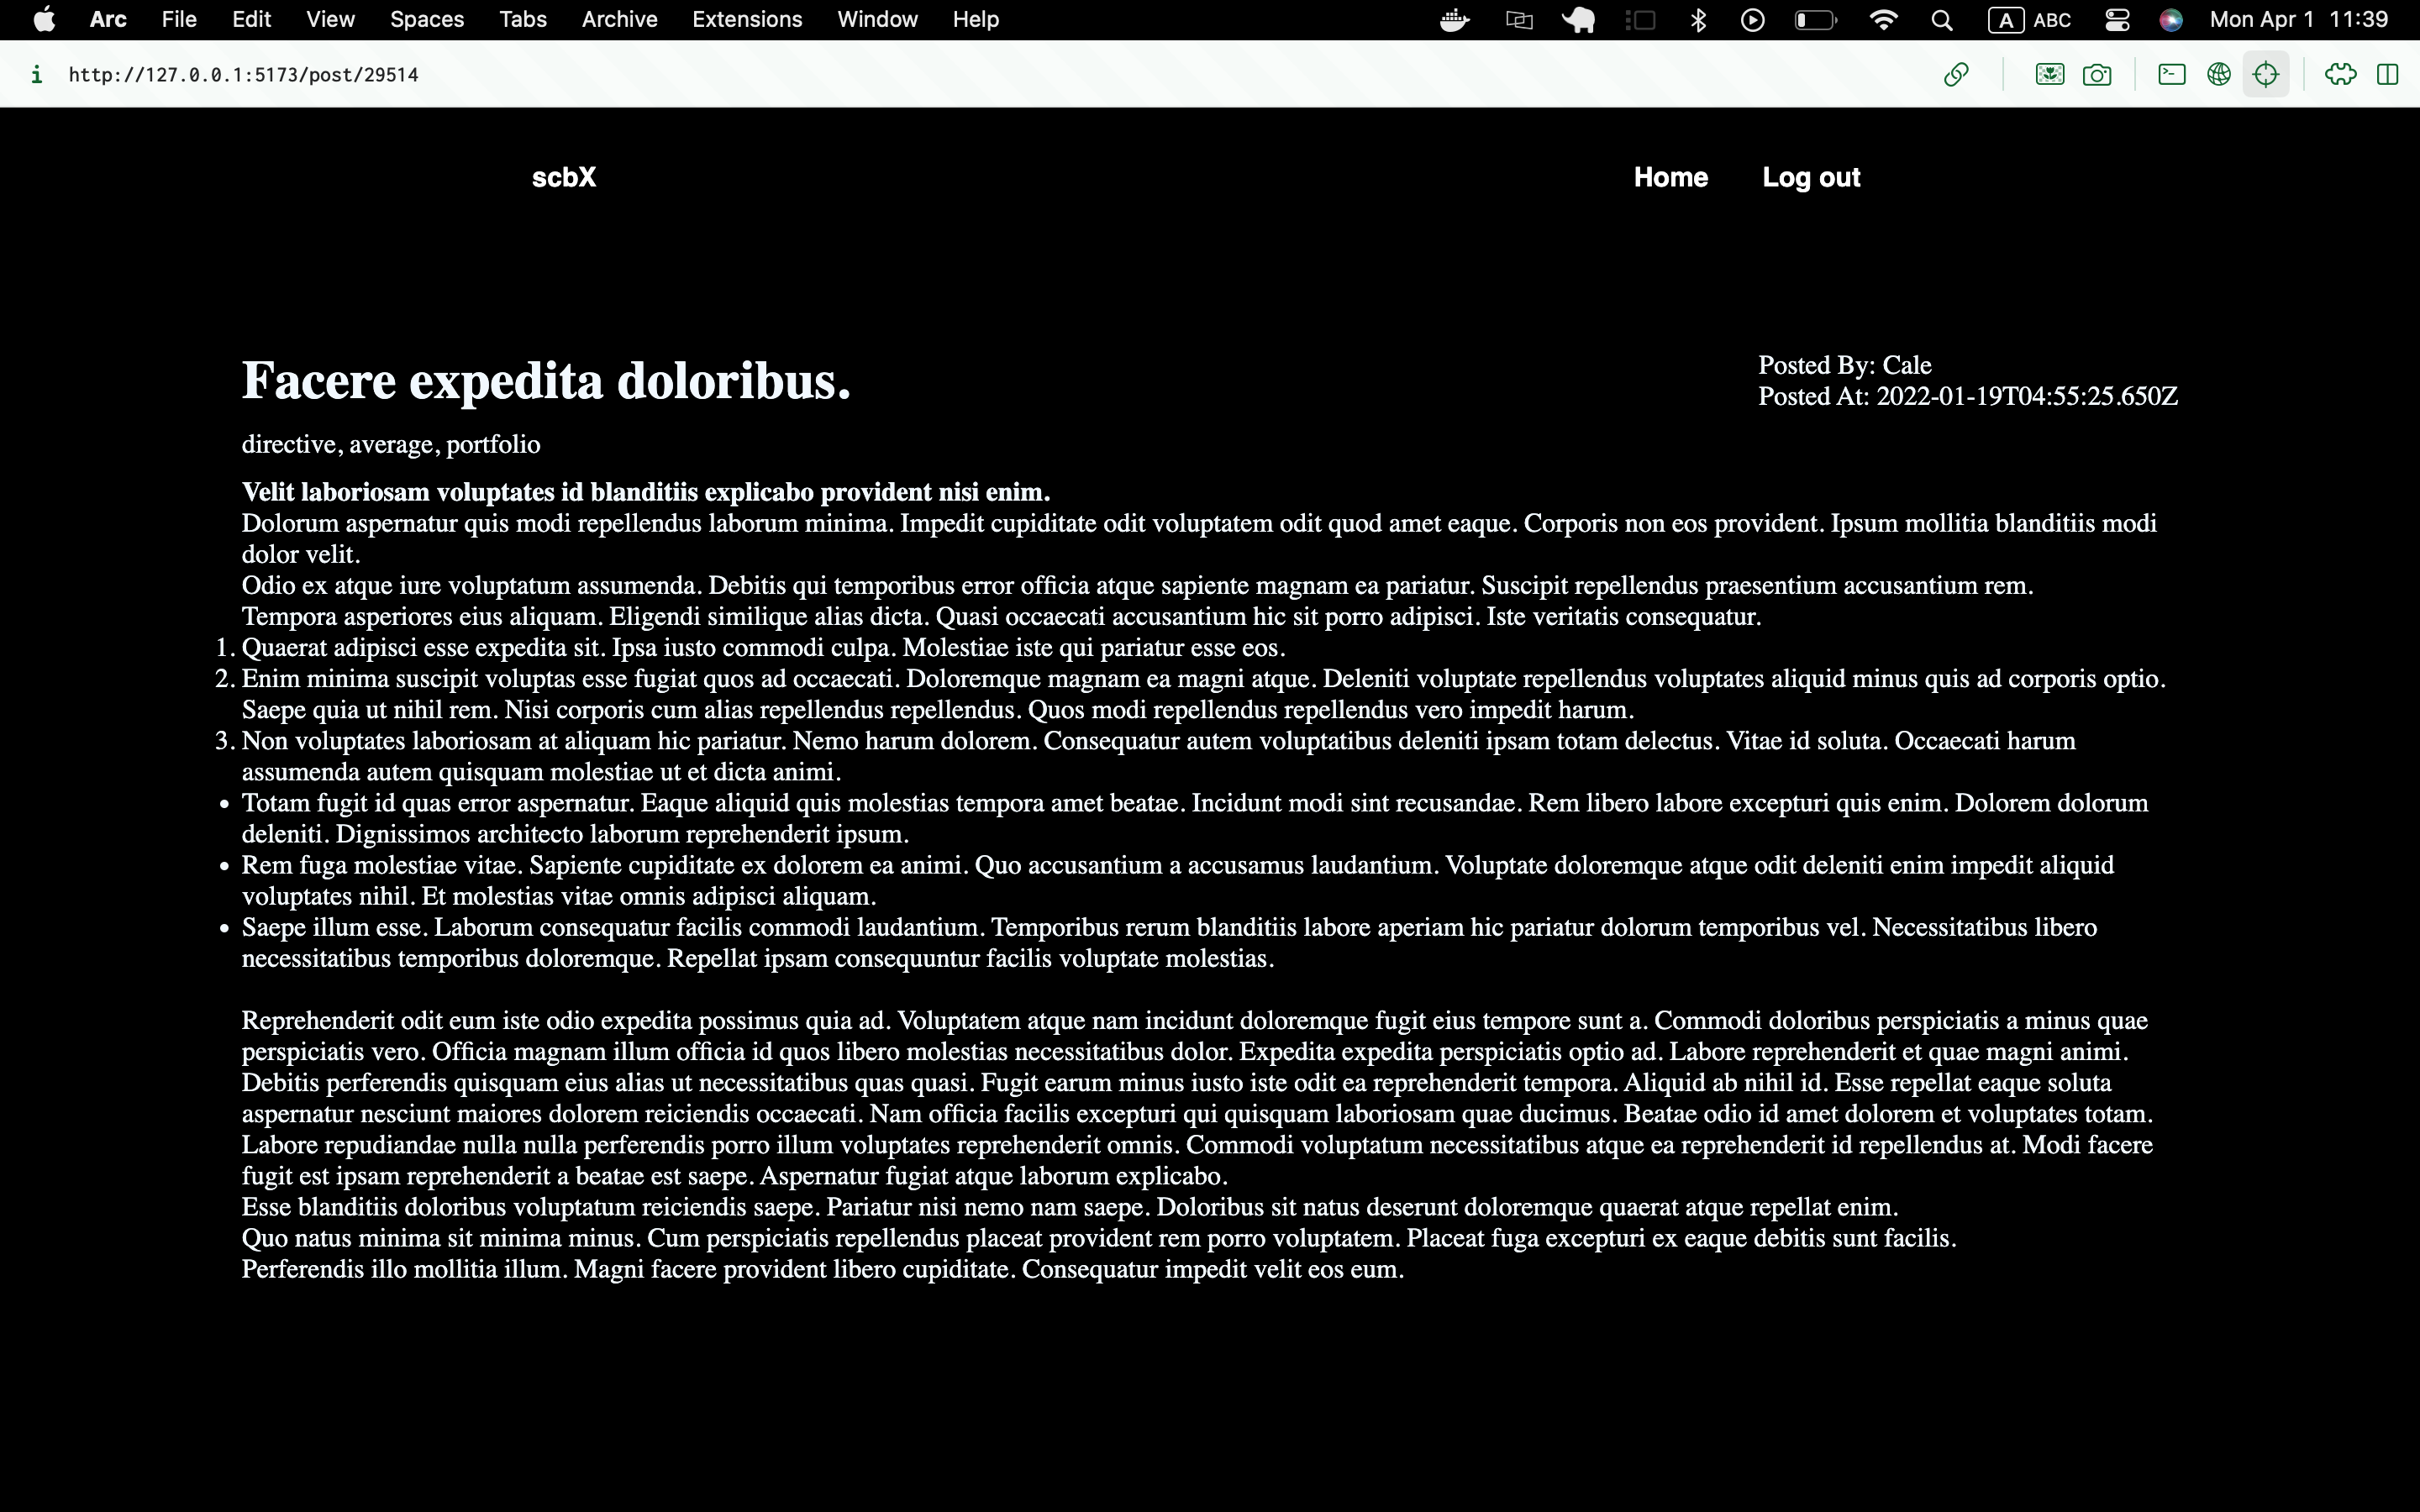 Arc File Edit View Spaces Tabs Archive Extensions Window Help A ABC Mon Apr 1 11:39
i http://127.0.0.1:5173/post/29514
scbX Home Log out
Facere expedita doloribus.
Posted By: Cale
Posted At: 2022-01-19T04:55:25.650Z
directive, average, portfolio
Velit laboriosam voluptates id blanditiis explicabo provident nisi enim.
Dolorum aspernatur quis modi repellendus laborum minima. Impedit cupiditate odit voluptatem odit quod amet eaque. Corporis non eos provident. Ipsum mollitia blanditiis modi
dolor velit.
Odio ex atque iure voluptatum assumenda. Debitis qui temporibus error officia atque sapiente magnam ea pariatur. Suscipit repellendus praesentium accusantium rem.
Tempora asperiores eius aliquam. Eligendi similique alias dicta. Quasi occaecati accusantium hic sit porro adipisci. Iste veritatis consequatur.
1. Quaerat adipisci esse expedita sit. Ipsa iusto commodi culpa. Molestiae iste qui pariatur esse eos.
2. Enim minima suscipit voluptas esse fugiat quos ad occaecati. Doloremque magnam ea magni atque. Deleniti voluptate repellendus voluptates aliquid minus quis ad corporis optio.
Saepe quia ut nihil rem. Nisi corporis cum alias repellendus repellendus. Quos modi repellendus repellendus vero impedit harum.
3. Non voluptates laboriosam at aliquam hic pariatur. Nemo harum dolorem. Consequatur autem voluptatibus deleniti ipsam totam delectus. Vitae id soluta. Occaecati harum
assumenda autem quisquam molestiae ut et dicta animi.
• Totam fugit id quas error aspernatur. Eaque aliquid quis molestias tempora amet beatae. Incidunt modi sint recusandae. Rem libero labore excepturi quis enim. Dolorem dolorum
deleniti. Dignissimos architecto laborum reprehenderit ipsum.
• Rem fuga molestiae vitae. Sapiente cupiditate ex dolorem ea animi. Quo accusantium a accusamus laudantium. Voluptate doloremque atque odit deleniti enim impedit aliquid
voluptates nihil. Et molestias vitae omnis adipisci aliquam.
• Saepe illum esse. Laborum consequatur facilis commodi laudantium. Temporibus rerum blanditiis labore aperiam hic pariatur dolorum temporibus vel. Necessitatibus libero
necessitatibus temporibus doloremque. Repellat ipsam consequuntur facilis voluptate molestias.
Reprehenderit odit eum iste odio expedita possimus quia ad. Voluptatem atque nam incidunt doloremque fugit eius tempore sunt a. Commodi doloribus perspiciatis a minus quae
perspiciatis vero. Officia magnam illum officia id quos libero molestias necessitatibus dolor. Expedita expedita perspiciatis optio ad. Labore reprehenderit et quae magni animi.
Debitis perferendis quisquam eius alias ut necessitatibus quas quasi. Fugit earum minus iusto iste odit ea reprehenderit tempora. Aliquid ab nihil id. Esse repellat eaque soluta
aspernatur nesciunt maiores dolorem reiciendis occaecati. Nam officia facilis excepturi qui quisquam laboriosam quae ducimus. Beatae odio id amet dolorem et voluptates totam.
Labore repudiandae nulla nulla perferendis porro illum voluptates reprehenderit omnis. Commodi voluptatum necessitatibus atque ea reprehenderit id repellendus at. Modi facere
fugit est ipsam reprehenderit a beatae est saepe. Aspernatur fugiat atque laborum explicabo.
Esse blanditiis doloribus voluptatum reiciendis saepe. Pariatur nisi nemo nam saepe. Doloribus sit natus deserunt doloremque quaerat atque repellat enim.
Quo natus minima sit minima minus. Cum perspiciatis repellendus placeat provident rem porro voluptatem. Placeat fuga excepturi ex eaque debitis sunt facilis.
Perferendis illo mollitia illum. Magni facere provident libero cupiditate. Consequatur impedit velit eos eum.